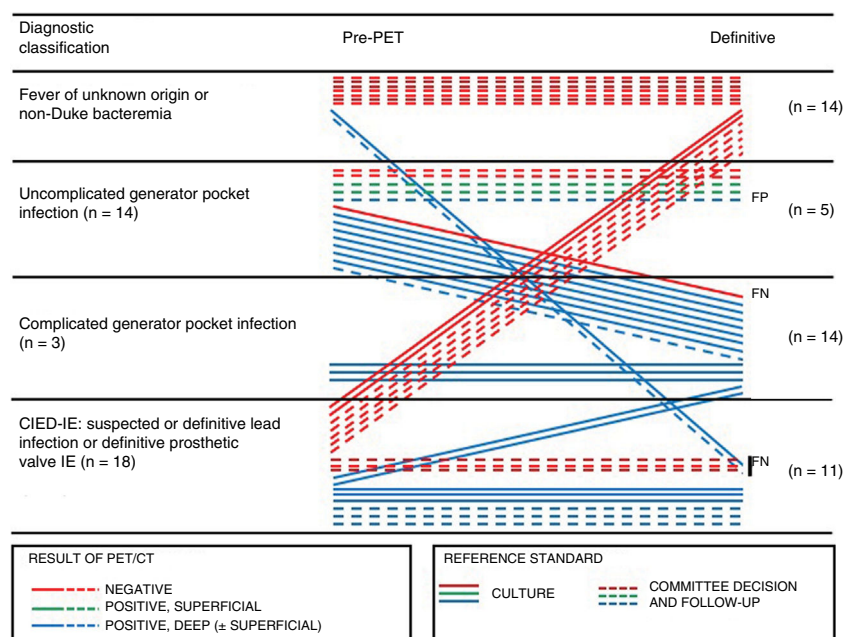 Diagnostic
classification
Pre-PET
Definitive
Fever of unknown origin or
non-Duke bacteremia
(n = 14)
Uncomplicated generator pocket
infection (n = 14)
FP
(n = 5)
FN
Complicated generator pocket infection
(n = 3)
(n = 14)
CIED-IE: suspected or definitive lead
infection or definitive prosthetic
valve IE (n = 18)
FN
(n = 11)
RESULT OF PET/CT
NEGATIVE
POSITIVE, SUPERFICIAL
POSITIVE, DEEP (± SUPERFICIAL)
REFERENCE STANDARD
CULTURE
COMMITTEE DECISION
AND FOLLOW-UP